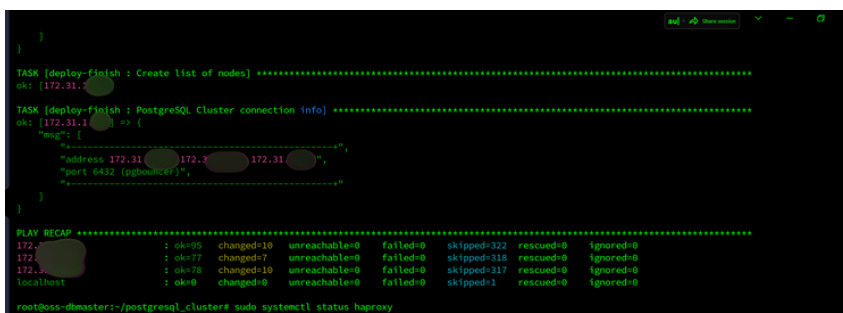 au| Share session
]
}
TASK [deploy-finish : Create list of nodes] ****************************************************************************************
ok: [172.31.
TASK [deploy-finish : PostgreSQL Cluster connection info] **************************************************************************
ok: [172.31.1 ] => {
"msg": [
"+------------------------------------------------+",
"address 172.31. 172.3 172.31. ",
"port 6432 (pgbouncer)",
"+------------------------------------------------+"
]
}
PLAY RECAP *************************************************************************************************************************
172. : ok=95 changed=10 unreachable=0 failed=0 skipped=322 rescued=0 ignored=0
172. : ok=77 changed=7 unreachable=0 failed=0 skipped=318 rescued=0 ignored=0
172.3 : ok=78 changed=10 unreachable=0 failed=0 skipped=317 rescued=0 ignored=0
localhost : ok=0 changed=0 unreachable=0 failed=0 skipped=1 rescued=0 ignored=0
root@oss-dbmaster:~/postgresql_cluster# sudo systemctl status haproxy